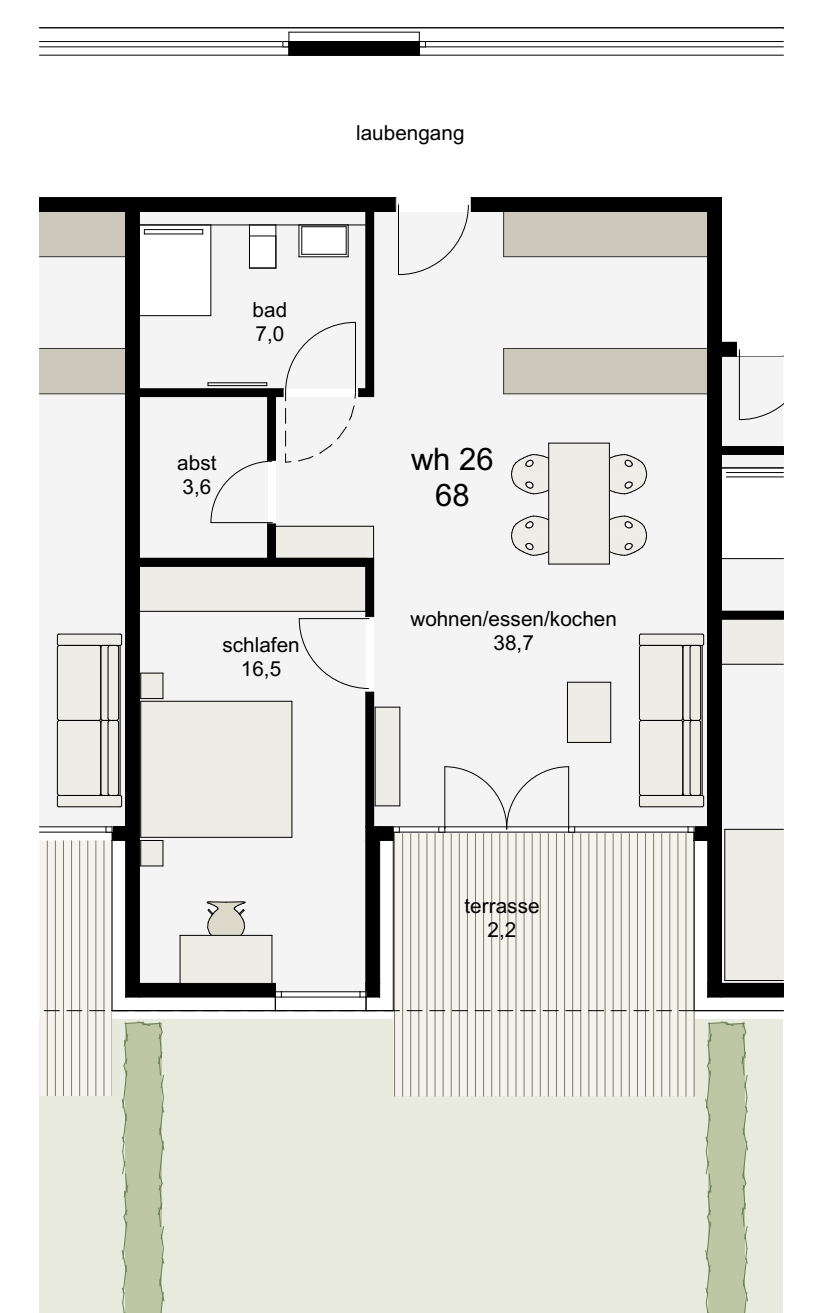 laubengang
bad
7,0
abst
3,6
wh 26
68
wohnen/essen/kochen
38,7
schlafen
16,5
terrasse
2,2